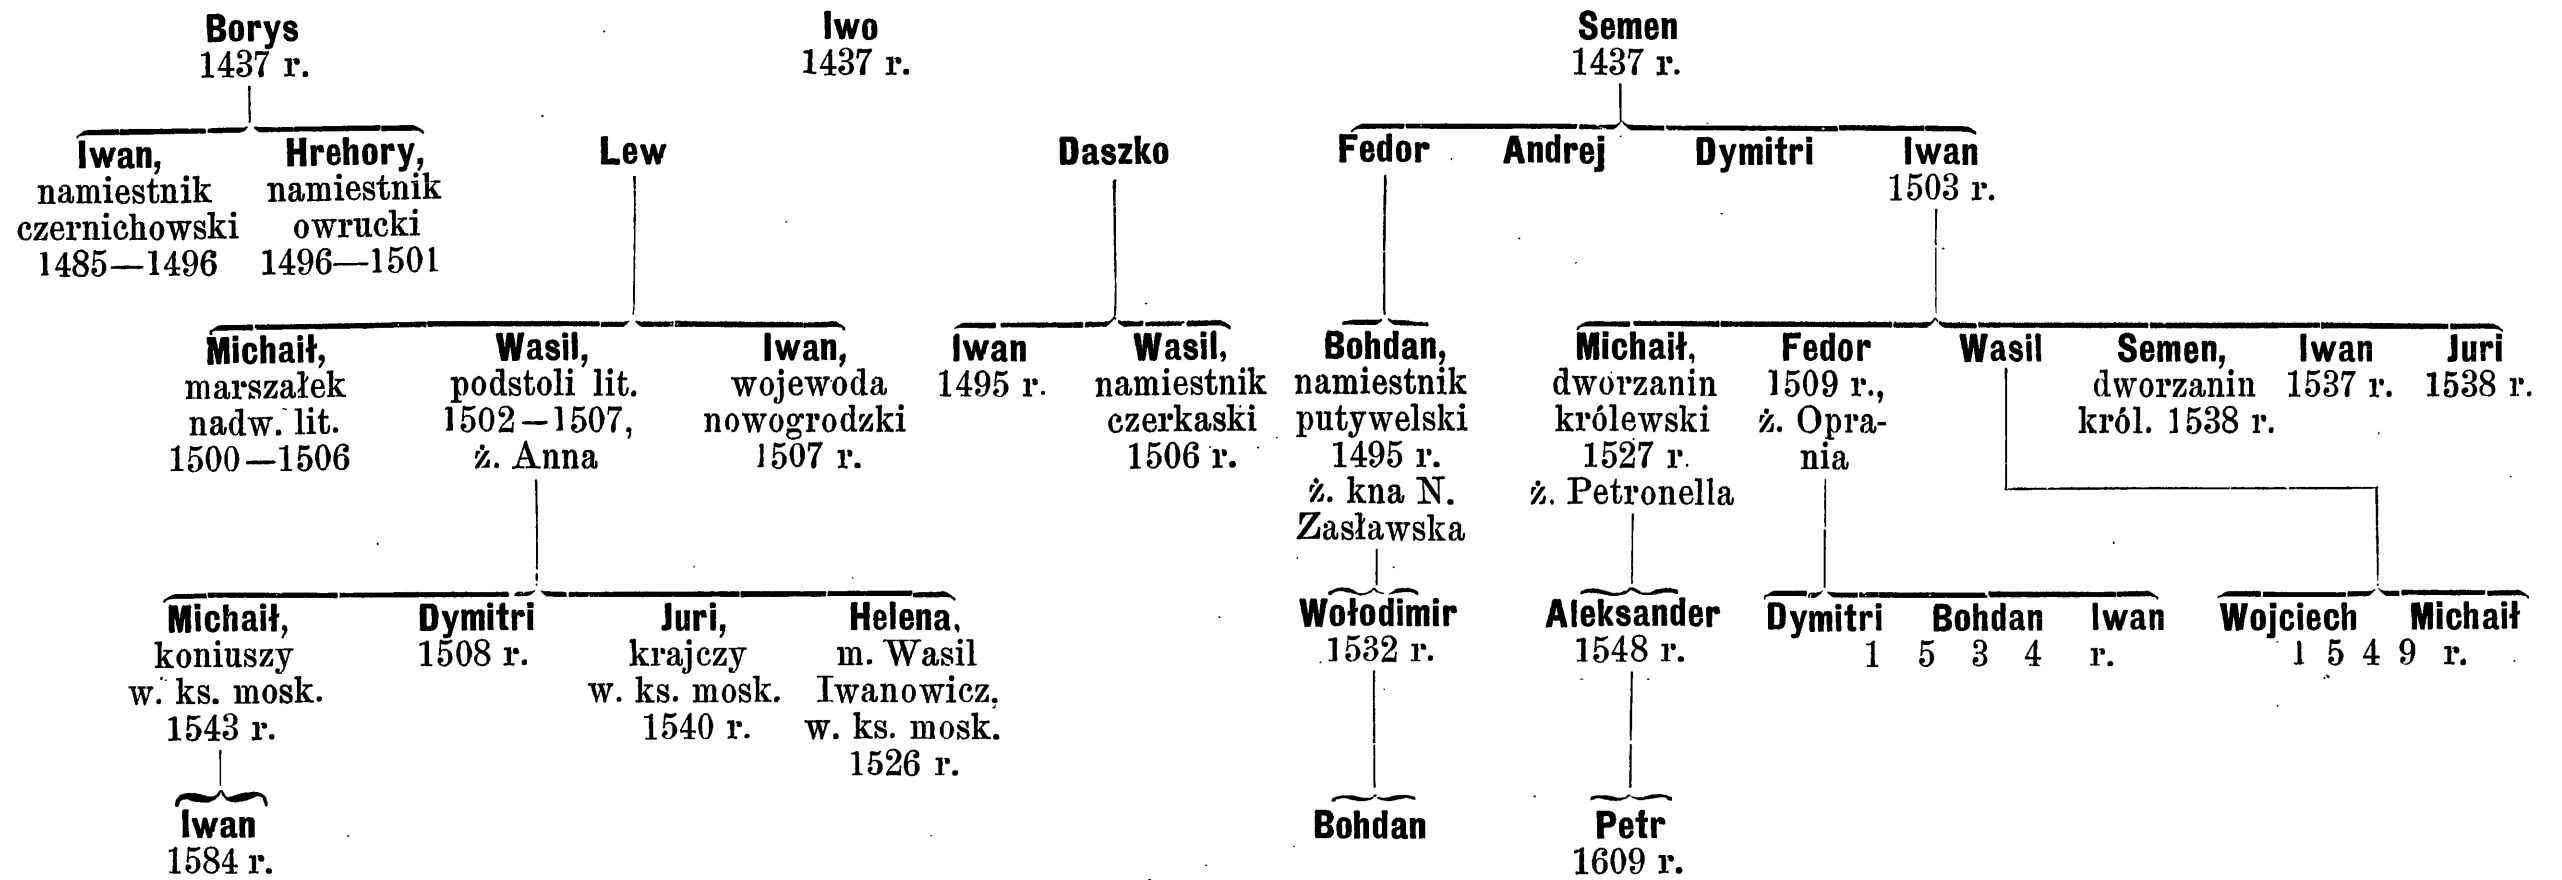 Borys
1437 r.
Iwo
1437 r.
Semen
1437 r.
Iwan,
namiestnik
czernichowski
1485—1496
Hrehory,
namiestnik
owrucki
1496—1501
Lew
Daszko
Fedor
Andrej
Dymitri
Iwan
1503 r.
Michaił,
marszałek
nadw. lit.
1500—1506
Wasil,
podstoli lit.
1502—1507,
ż. Anna
Iwan,
wojewoda
nowogrodzki
1507 r.
Iwan
1495 r.
Wasil,
namiestnik
czerkaski
1506 r.
Bohdan,
namiestnik
putywelski
1495 r.
ż. kna N.
Zasławska
Michaił,
dworzanin
królewski
1527 r.
ż. Petronella
Fedor
1509 r.,
ż. Opra-
nia
Wasil
Semen,
dworzanin
król. 1538 r.
Iwan
1537 r.
Juri
1538 r.
Michaił,
koniuszy
w. ks. mosk.
1543 r.
Dymitri
1508 r.
Juri,
krajczy
w. ks. mosk.
1540 r.
Helena,
m. Wasil
Iwanowicz,
w. ks. mosk.
1526 r.
Wołodimir
1532 r.
Aleksander
1548 r.
Dymitri Bohdan Iwan
1 5 3 4 r.
Wojciech Michaił
1 5 4 9 r.
Iwan
1584 r.
Bohdan
Petr
1609 r.